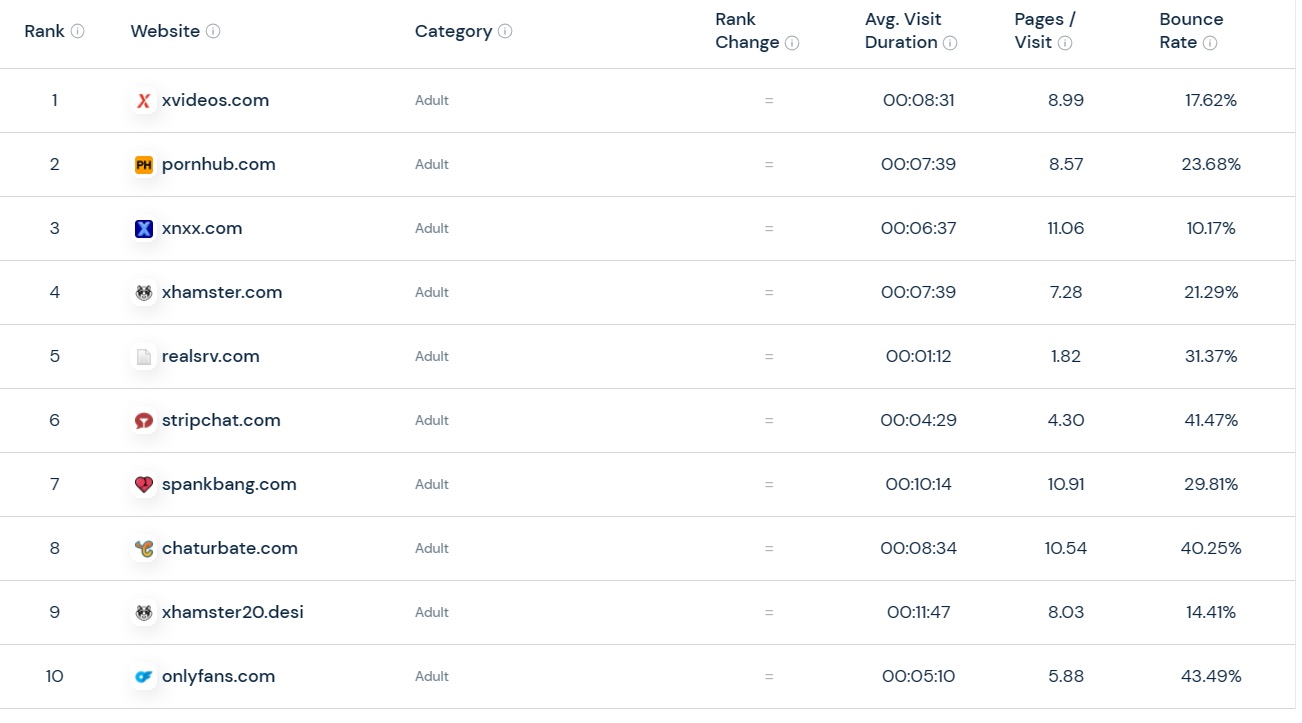 Rank Website Category Rank Change Avg. Visit Duration Pages / Visit Bounce Rate
1 xvideos.com Adult = 00:08:31 8.99 17.62%
2 PH pornhub.com Adult = 00:07:39 8.57 23.68%
3 xnxx.com Adult = 00:06:37 11.06 10.17%
4 xhamster.com Adult = 00:07:39 7.28 21.29%
5 realsrv.com Adult = 00:01:12 1.82 31.37%
6 stripchat.com Adult = 00:04:29 4.30 41.47%
7 spankbang.com Adult = 00:10:14 10.91 29.81%
8 chaturbate.com Adult = 00:08:34 10.54 40.25%
9 xhamster20.desi Adult = 00:11:47 8.03 14.41%
10 onlyfans.com Adult = 00:05:10 5.88 43.49%